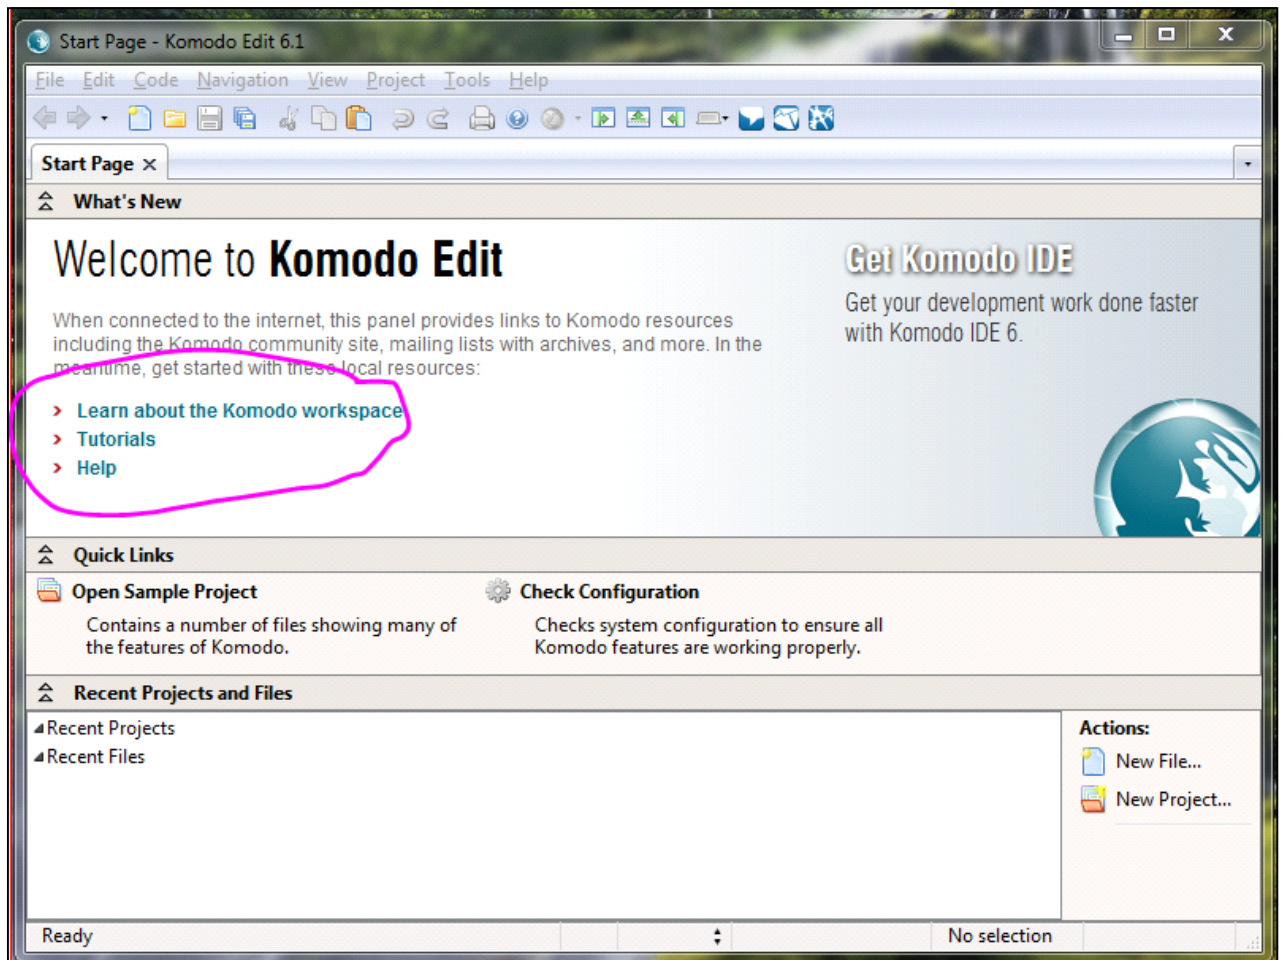 Start Page - Komodo Edit 6.1
File Edit Code Navigation View Project Tools Help
Start Page
What's New
Welcome to Komodo Edit
When connected to the internet, this panel provides links to Komodo resources
including the Komodo community site, mailing lists with archives, and more. In the
meantime, get started with these local resources:
Learn about the Komodo workspace
Tutorials
Help
Get Komodo IDE
Get your development work done faster
with Komodo IDE 6.
Quick Links
Open Sample Project
Contains a number of files showing many of
the features of Komodo.
Check Configuration
Checks system configuration to ensure all
Komodo features are working properly.
Recent Projects and Files
Recent Projects
Recent Files
Actions:
New File...
New Project...
Ready
No selection